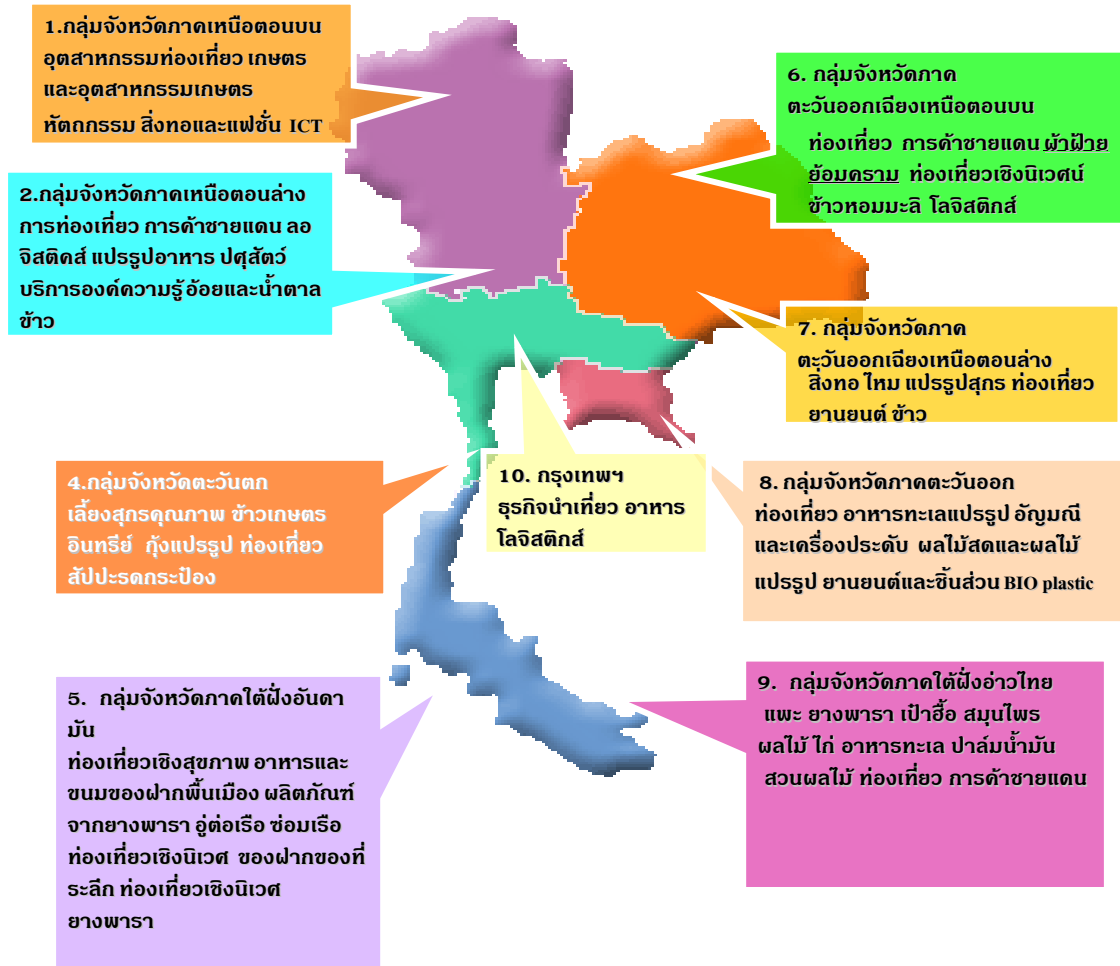 1.กลุ่มจังหวัดภาคเหนือตอนบน
อุตสาหกรรมท่องเที่ยว เกษตร
และอุตสาหกรรมเกษตร
หัตถกรรม สิ่งทอและแฟชั่น ICT
2.กลุ่มจังหวัดภาคเหนือตอนล่าง
การท่องเที่ยว การค้าชายแดน ลอ
จิสติคส์ แปรรูปอาหาร ปศุสัตว์
บริการองค์ความรู้ อ้อยและน้ำตาล
ข้าว
4.กลุ่มจังหวัดตะวันตก
เลี้ยงสุกรคุณภาพ ข้าวเกษตร
อินทรีย์ กุ้งแปรรูป ท่องเที่ยว
สัปปะรดกระป๋อง
5. กลุ่มจังหวัดภาคใต้ฝั่งอันดา
มัน
ท่องเที่ยวเชิงสุขภาพ อาหารและ
ขนมของฝากพื้นเมือง ผลิตภัณฑ์
จากยางพารา อู่ต่อเรือ ซ่อมเรือ
ท่องเที่ยวเชิงนิเวศ ของฝากของที่
ระลึก ท่องเที่ยวเชิงนิเวศ
ยางพารา
6. กลุ่มจังหวัดภาค
ตะวันออกเฉียงเหนือตอนบน
ท่องเที่ยว การค้าชายแดน ผ้าฝ้าย
ย้อมคราม ท่องเที่ยวเชิงนิเวศน์
ข้าวหอมมะลิ โลจิสติกส์
7. กลุ่มจังหวัดภาค
ตะวันออกเฉียงเหนือตอนล่าง
สิ่งทอ ไหม แปรรูปสุกร ท่องเที่ยว
ยานยนต์ ข้าว
8. กลุ่มจังหวัดภาคตะวันออก
ท่องเที่ยว อาหารทะเลแปรรูป อัญมณี
และเครื่องประดับ ผลไม้สดและผลไม้
แปรรูป ยานยนต์และชิ้นส่วน BIO plastic
9. กลุ่มจังหวัดภาคใต้ฝั่งอ่าวไทย
แพะ ยางพารา เป๋าฮื้อ สมุนไพร
ผลไม้ ไก่ อาหารทะเล ปาล์มน้ำมัน
สวนผลไม้ ท่องเที่ยว การค้าชายแดน
10. กรุงเทพฯ
ธุรกิจนำเที่ยว อาหาร
โลจิสติกส์